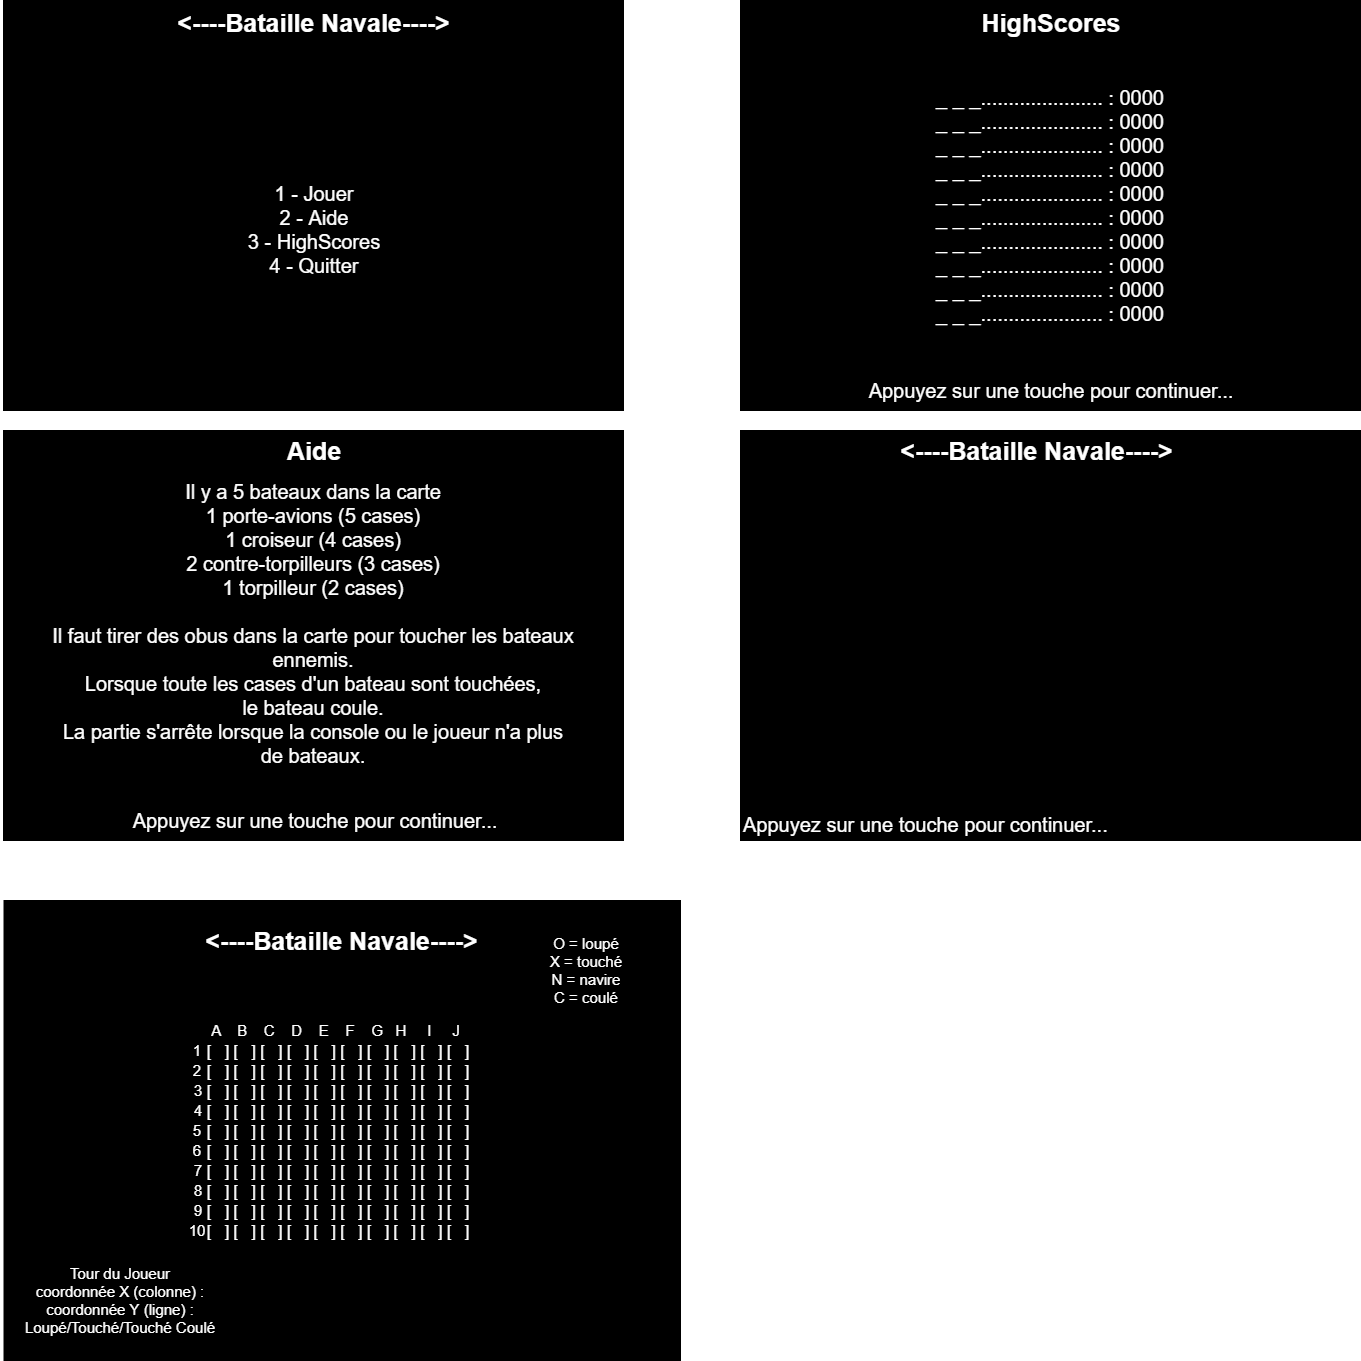 <----Bataille Navale---->
1 - Jouer
2 - Aide
3 - HighScores
4 - Quitter
HighScores
_ _ _...................... : 0000
_ _ _...................... : 0000
_ _ _...................... : 0000
_ _ _...................... : 0000
_ _ _...................... : 0000
_ _ _...................... : 0000
_ _ _...................... : 0000
_ _ _...................... : 0000
_ _ _...................... : 0000
_ _ _...................... : 0000
Appuyez sur une touche pour continuer...
Aide
Il y a 5 bateaux dans la carte
1 porte-avions (5 cases)
1 croiseur (4 cases)
2 contre-torpilleurs (3 cases)
1 torpilleur (2 cases)
Il faut tirer des obus dans la carte pour toucher les bateaux
ennemis.
Lorsque toute les cases d'un bateau sont touchées,
le bateau coule.
La partie s'arrête lorsque la console ou le joueur n'a plus
de bateaux.
Appuyez sur une touche pour continuer...
<----Bataille Navale---->
Appuyez sur une touche pour continuer...
<----Bataille Navale---->
O = loupé
X = touché
N = navire
C = coulé
A B C D E F G H I J
1 [ ] [ ] [ ] [ ] [ ] [ ] [ ] [ ] [ ] [ ]
2 [ ] [ ] [ ] [ ] [ ] [ ] [ ] [ ] [ ] [ ]
3 [ ] [ ] [ ] [ ] [ ] [ ] [ ] [ ] [ ] [ ]
4 [ ] [ ] [ ] [ ] [ ] [ ] [ ] [ ] [ ] [ ]
5 [ ] [ ] [ ] [ ] [ ] [ ] [ ] [ ] [ ] [ ]
6 [ ] [ ] [ ] [ ] [ ] [ ] [ ] [ ] [ ] [ ]
7 [ ] [ ] [ ] [ ] [ ] [ ] [ ] [ ] [ ] [ ]
8 [ ] [ ] [ ] [ ] [ ] [ ] [ ] [ ] [ ] [ ]
9 [ ] [ ] [ ] [ ] [ ] [ ] [ ] [ ] [ ] [ ]
10[ ] [ ] [ ] [ ] [ ] [ ] [ ] [ ] [ ] [ ]
Tour du Joueur
coordonnée X (colonne) :
coordonnée Y (ligne) :
Loupé/Touché/Touché Coulé